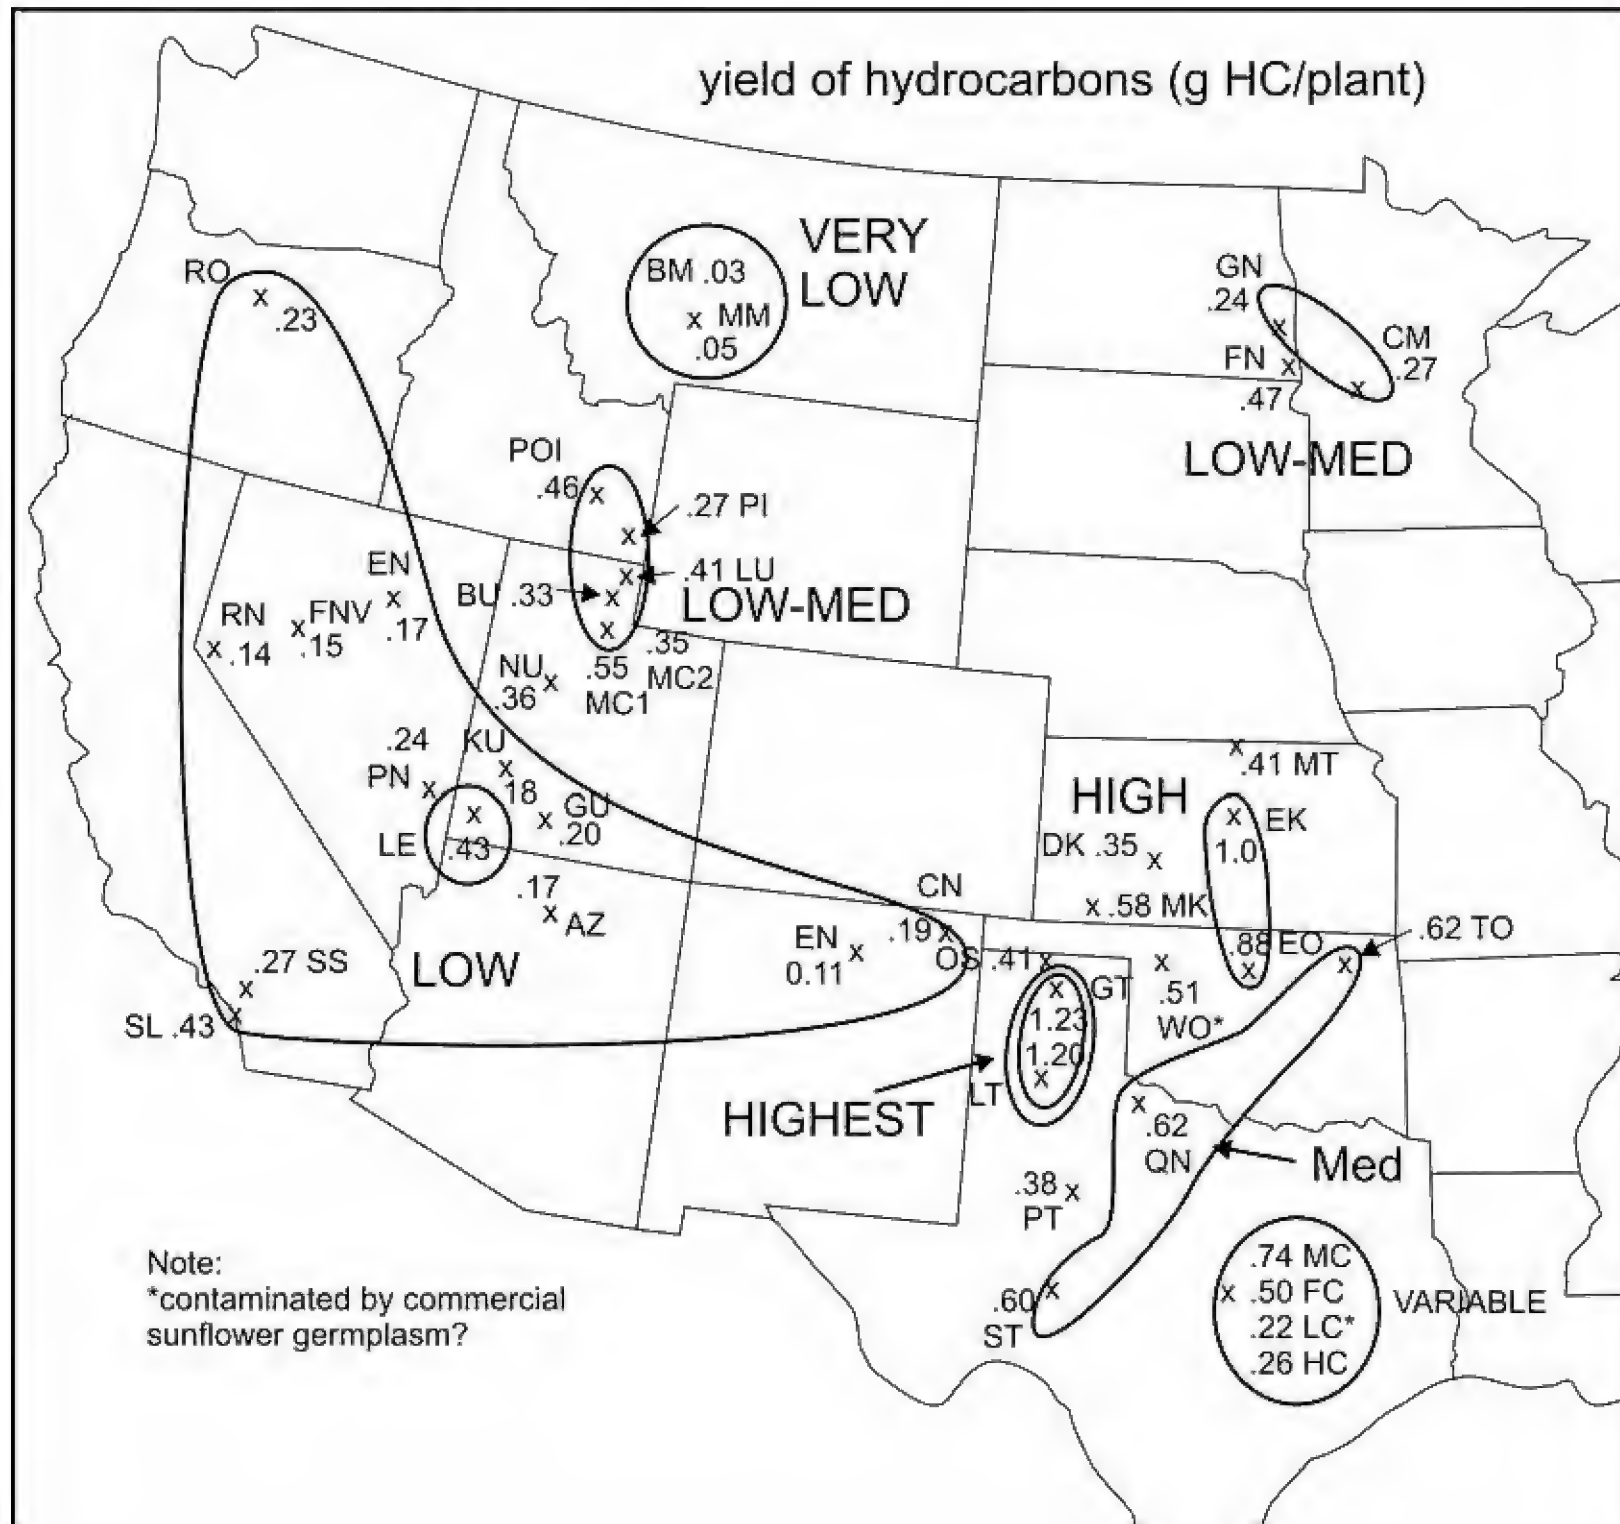 yield of hydrocarbons (g HC/plant)
VERY
LOW
BM .03
MM
.05
RO
.23
GN
.24
CM
.27
FN
.47
LOW-MED
POI
.46
.27 PI
.41 LU
BU .33
LOW-MED
.35
MC2
.55
MC1
NU
.36
EN
.17
FNV
.15
RN
.14
.24
PN
KU
.18
GU
.20
LE
.43
.17
AZ
LOW
.27 SS
SL .43
EN
0.11
CN
.19
OS .41
HIGH
.41 MT
EK
1.0
DK .35
.58 MK
.88 EO
.62 TO
GT
1.23
1.20
LT
HIGHEST
.51
WO*
.62
QN
Med
.38
PT
.60
ST
.74 MC
.50 FC
.22 LC*
.26 HC
VARIABLE
Note:
*contaminated by commercial
sunflower germplasm?